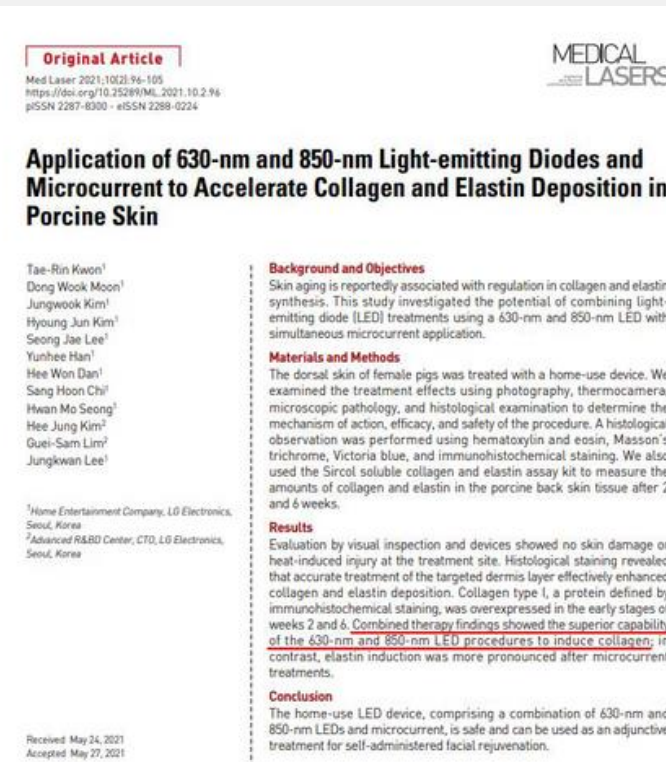 Original Article
MEDICAL
LASERS
Med Laser 2021;10(2):96-105
https://doi.org/10.25289/ML.2021.10.2.96
pISSN 2287-8300 · eISSN 2288-0224
Application of 630-nm and 850-nm Light-emitting Diodes and
Microcurrent to Accelerate Collagen and Elastin Deposition in
Porcine Skin
Tae-Rin Kwon¹
Dong Wook Moon¹
Jungwook Kim¹
Hyoung Jun Kim¹
Seong Jae Lee¹
Yunhee Han¹
Hee Won Dan¹
Sang Hoon Chi¹
Hwan Mo Seong¹
Hee Jung Kim²
Guei-Sam Lim²
Jungkwan Lee¹
¹Home Entertainment Company, LG Electronics,
Seoul, Korea
²Advanced R&BD Center, CTO, LG Electronics,
Seoul, Korea
Received May 24, 2021
Accepted May 27, 2021
Background and Objectives
Skin aging is reportedly associated with regulation in collagen and elastin
synthesis. This study investigated the potential of combining light-
emitting diode (LED) treatments using a 630-nm and 850-nm LED with
simultaneous microcurrent application.
Materials and Methods
The dorsal skin of female pigs was treated with a home-use device. We
examined the treatment effects using photography, thermocamera,
microscopic pathology, and histological examination to determine the
mechanism of action, efficacy, and safety of the procedure. A histological
observation was performed using hematoxylin and eosin, Masson's
trichrome, Victoria blue, and immunohistochemical staining. We also
used the Sircol soluble collagen and elastin assay kit to measure the
amounts of collagen and elastin in the porcine back skin tissue after 2
and 6 weeks.
Results
Evaluation by visual inspection and devices showed no skin damage or
heat-induced injury at the treatment site. Histological staining revealed
that accurate treatment of the targeted dermis layer effectively enhanced
collagen and elastin deposition. Collagen type I, a protein defined by
immunohistochemical staining, was overexpressed in the early stages of
weeks 2 and 6. Combined therapy findings showed the superior capability
of the 630-nm and 850-nm LED procedures to induce collagen; in
contrast, elastin induction was more pronounced after microcurrent
treatments.
Conclusion
The home-use LED device, comprising a combination of 630-nm and
850-nm LEDs and microcurrent, is safe and can be used as an adjunctive
treatment for self-administered facial rejuvenation.